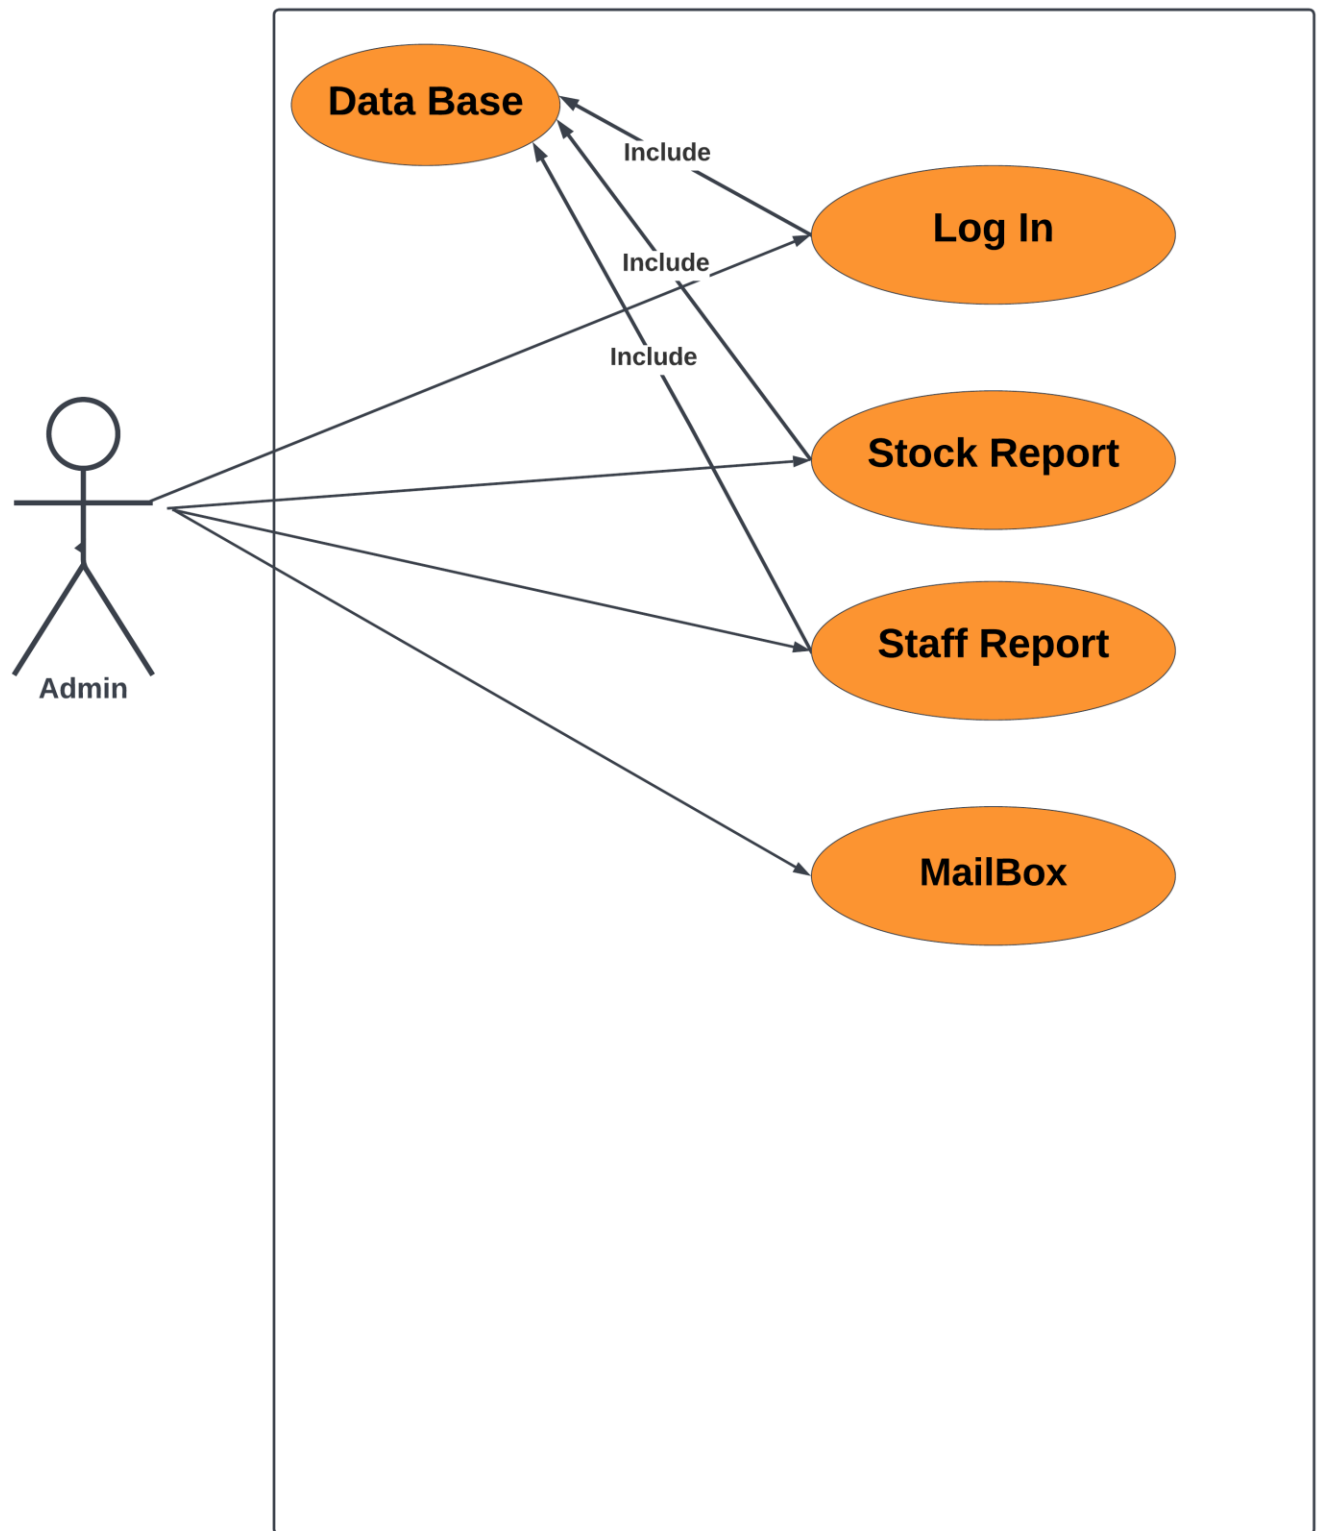 Data Base
Include
Log In
Include
Include
Stock Report
Staff Report
Admin
MailBox